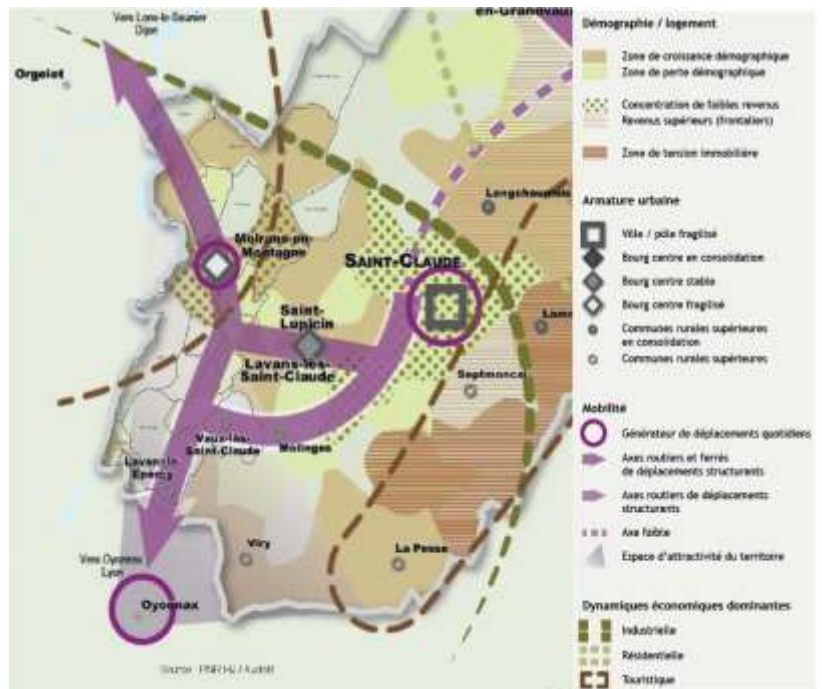 Vers Lons-le-Saunier
Dijon
en-Grandvaux
Orgelet
Longchaumois
Moirans-en-
Montagne
SAINT-CLAUDE
Saint-
Lupicin
Lavans-lès-
Saint-Claude
Septmoncel
Vaux-lès-
Saint-Claude
Molinges
Viry
La Pesse
Vers Oyonnax
Lyon
Oyonnax
Démographie / logement
Zone de croissance démographique
Zone de perte démographique
Concentration de faibles revenus
Revenus supérieurs (frontaliers)
Zone de tension immobilière
Armature urbaine
Ville / pôle fragilisé
Bourg centre en consolidation
Bourg centre stable
Bourg centre fragilisé
Communes rurales supérieures
en consolidation
Communes rurales supérieures
Mobilité
Générateur de déplacements quotidiens
Axes routiers et ferrés
de déplacements structurants
Axes routiers de déplacements
structurants
Axe faible
Espace d'attractivité du territoire
Dynamiques économiques dominantes
Industrielle
Résidentielle
Touristique